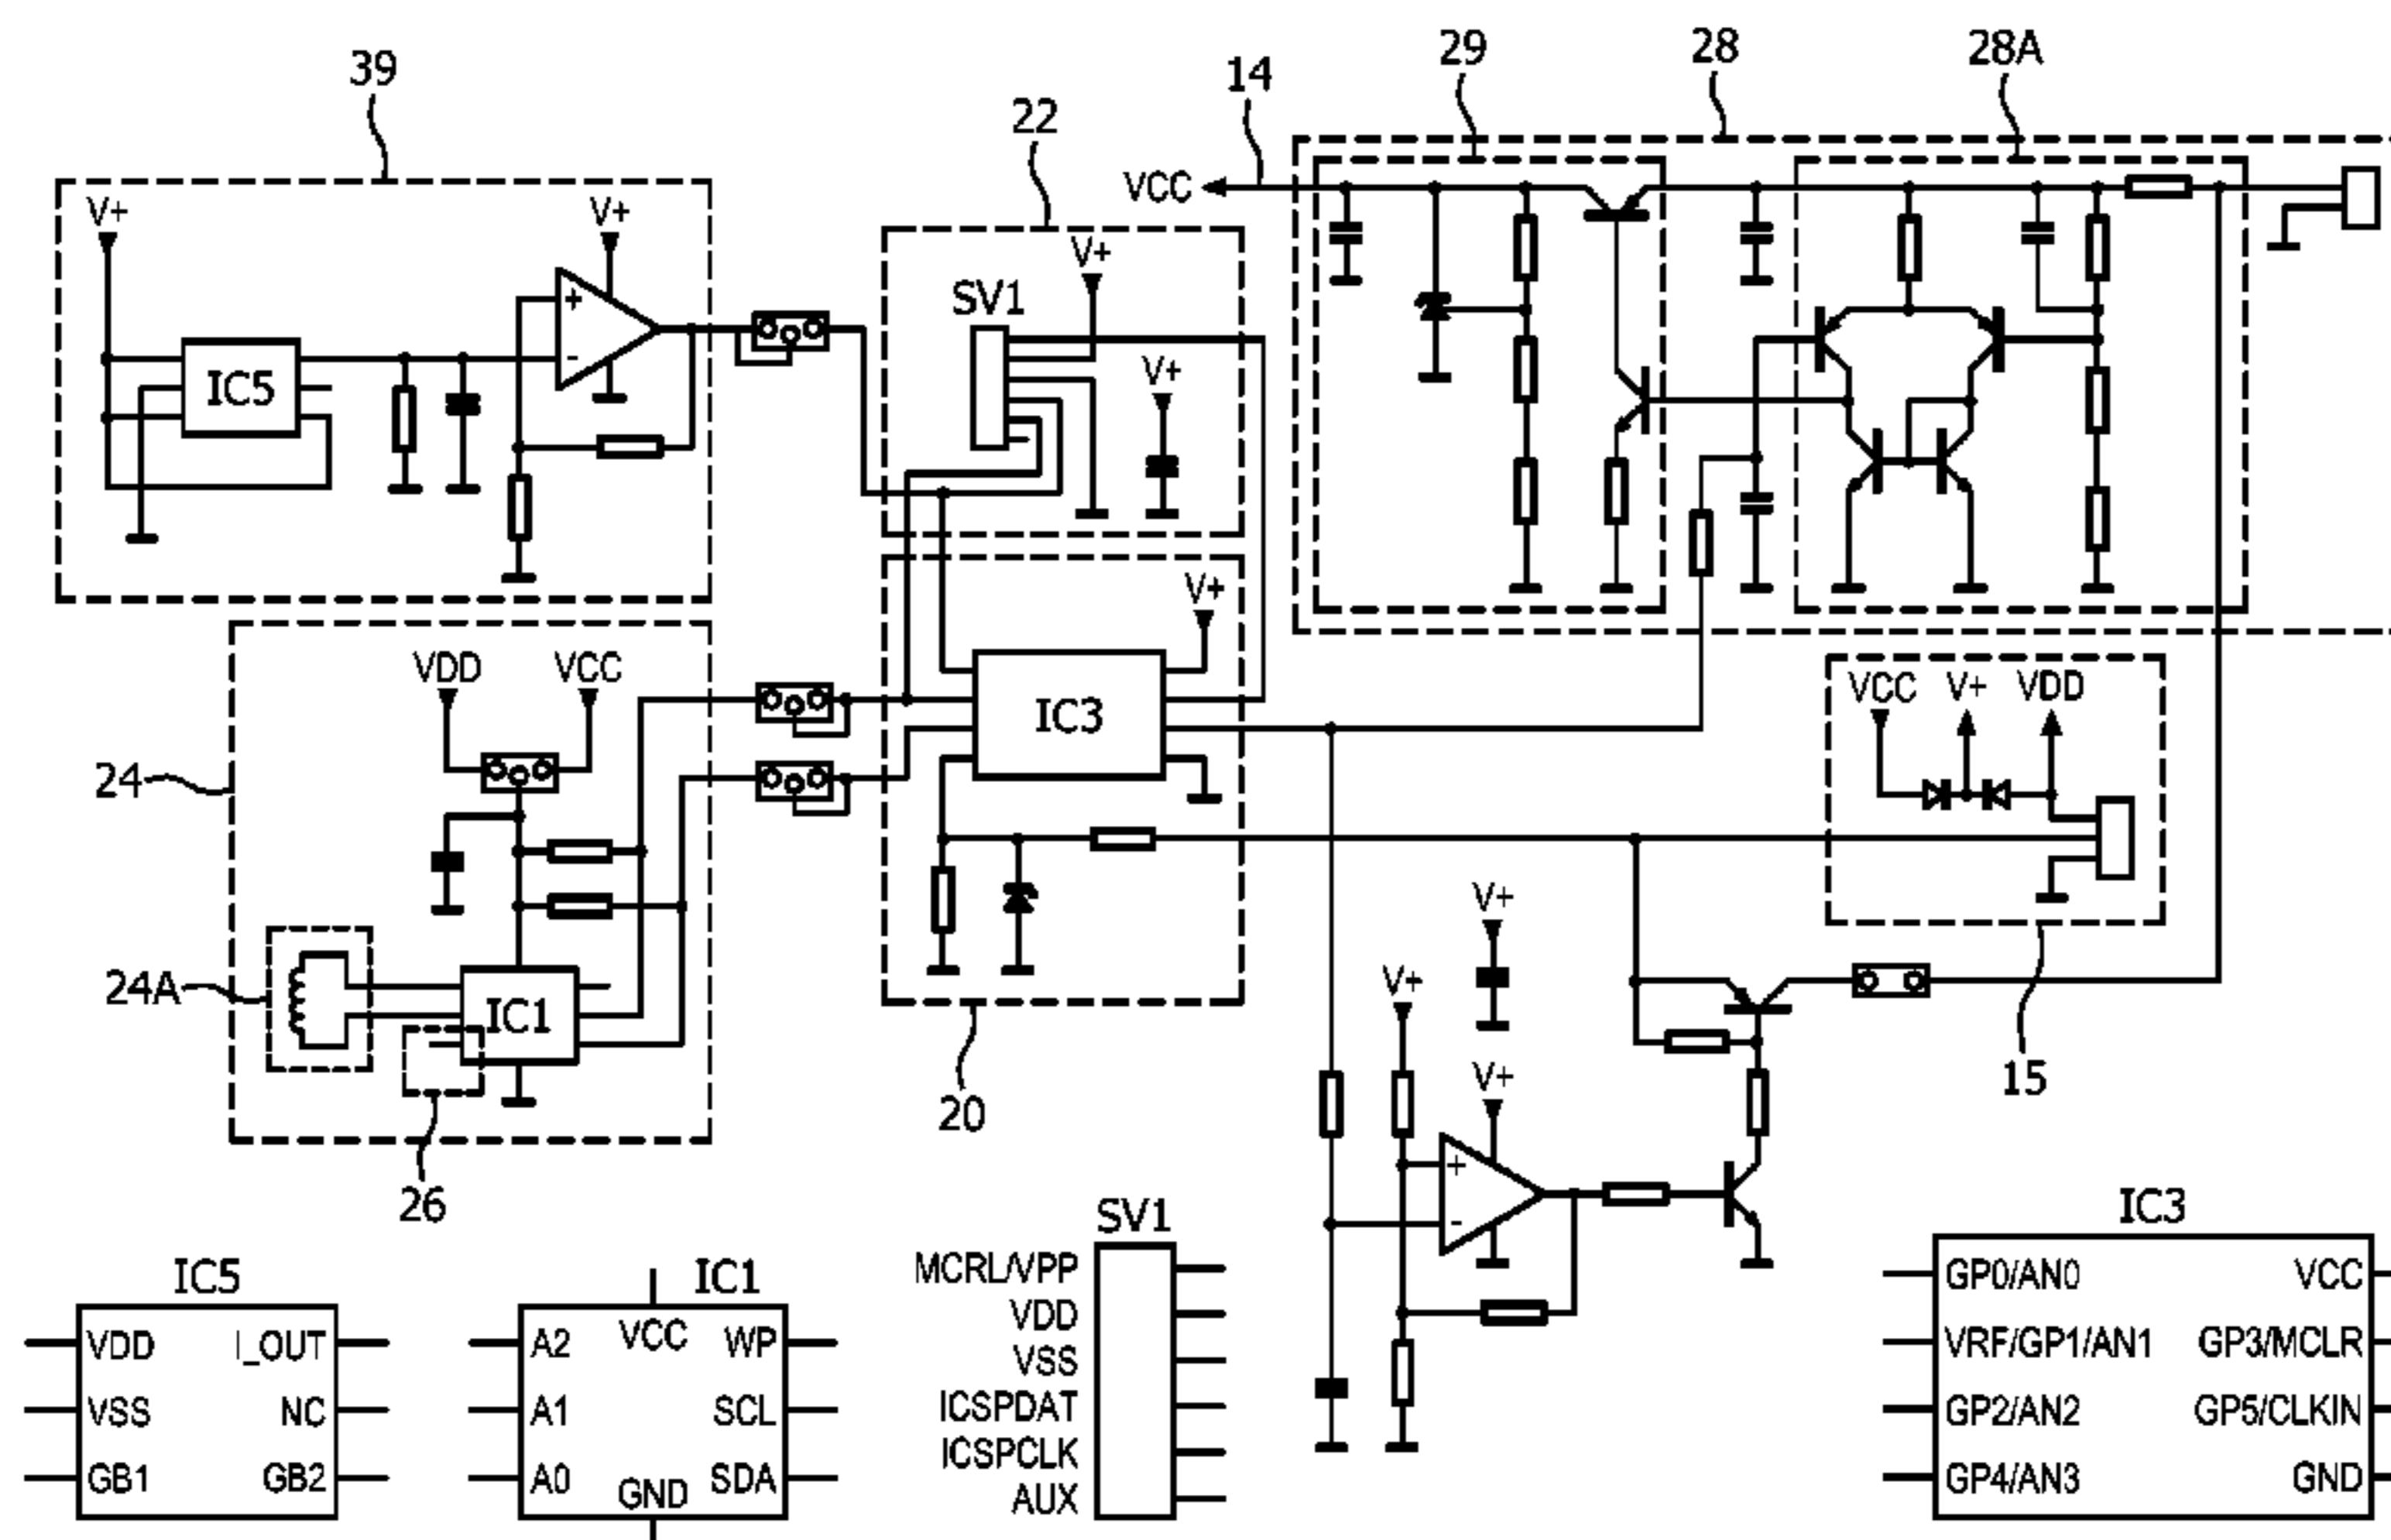 39
22
14
29
28
28A
V+
V+
IC5
+
-
SV1
V+
V+
VCC
24
VDD
VCC
24A
IC1
26
V+
IC3
20
VCC
V+
VDD
15
V+
V+
V+
+
-
IC5
VDD
VSS
GB1
I_OUT
NC
GB2
IC1
VCC
A2
A1
A0
WP
SCL
SDA
GND
SV1
MCRL/VPP
VDD
VSS
ICSPDAT
ICSPCLK
AUX
IC3
GP0/AN0
VRF/GP1/AN1
GP2/AN2
GP4/AN3
VCC
GP3/MCLR
GP5/CLKIN
GND